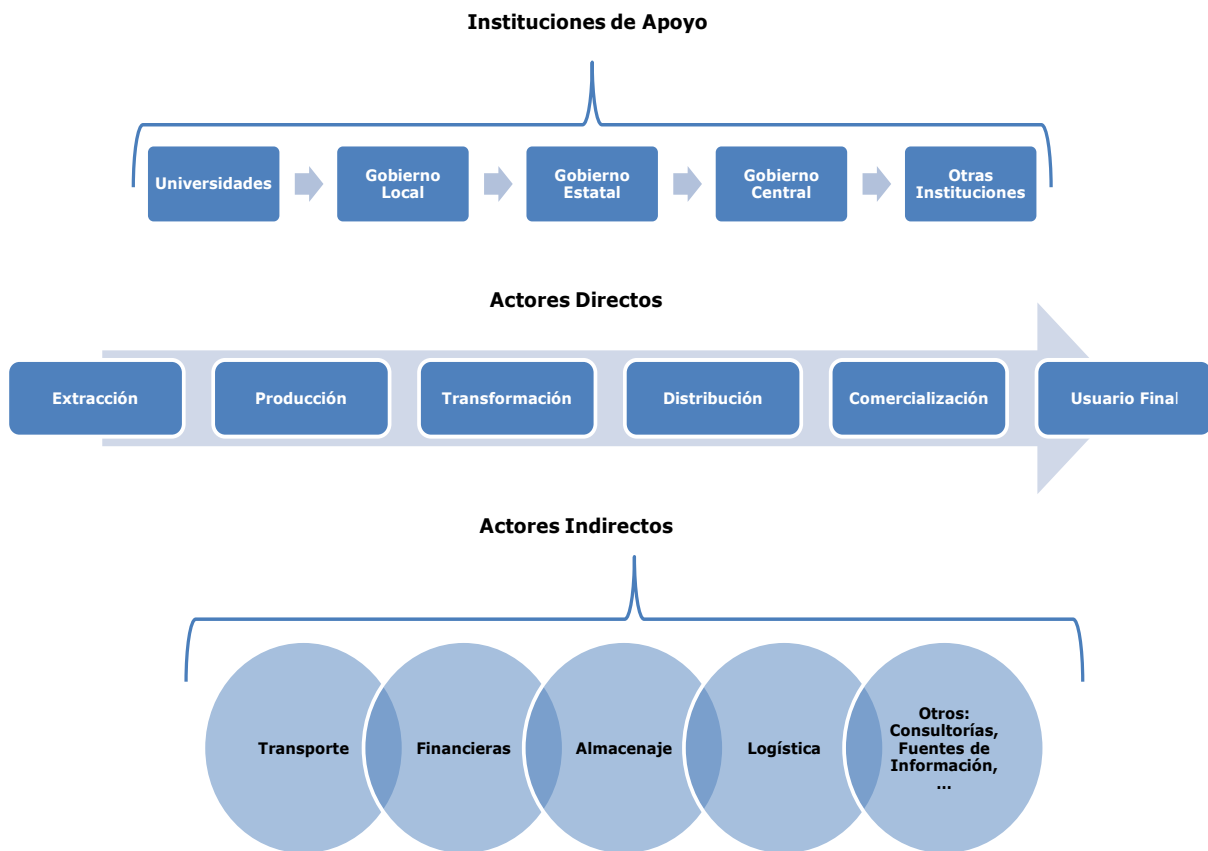 Instituciones de Apoyo
Universidades
Gobierno
Local
Gobierno
Estatal
Gobierno
Central
Otras
Instituciones
Actores Directos
Extracción
Producción
Transformación
Distribución
Comercialización
Usuario Final
Actores Indirectos
Transporte
Financieras
Almacenaje
Logística
Otros:
Consultorías,
Fuentes de
Información,
...